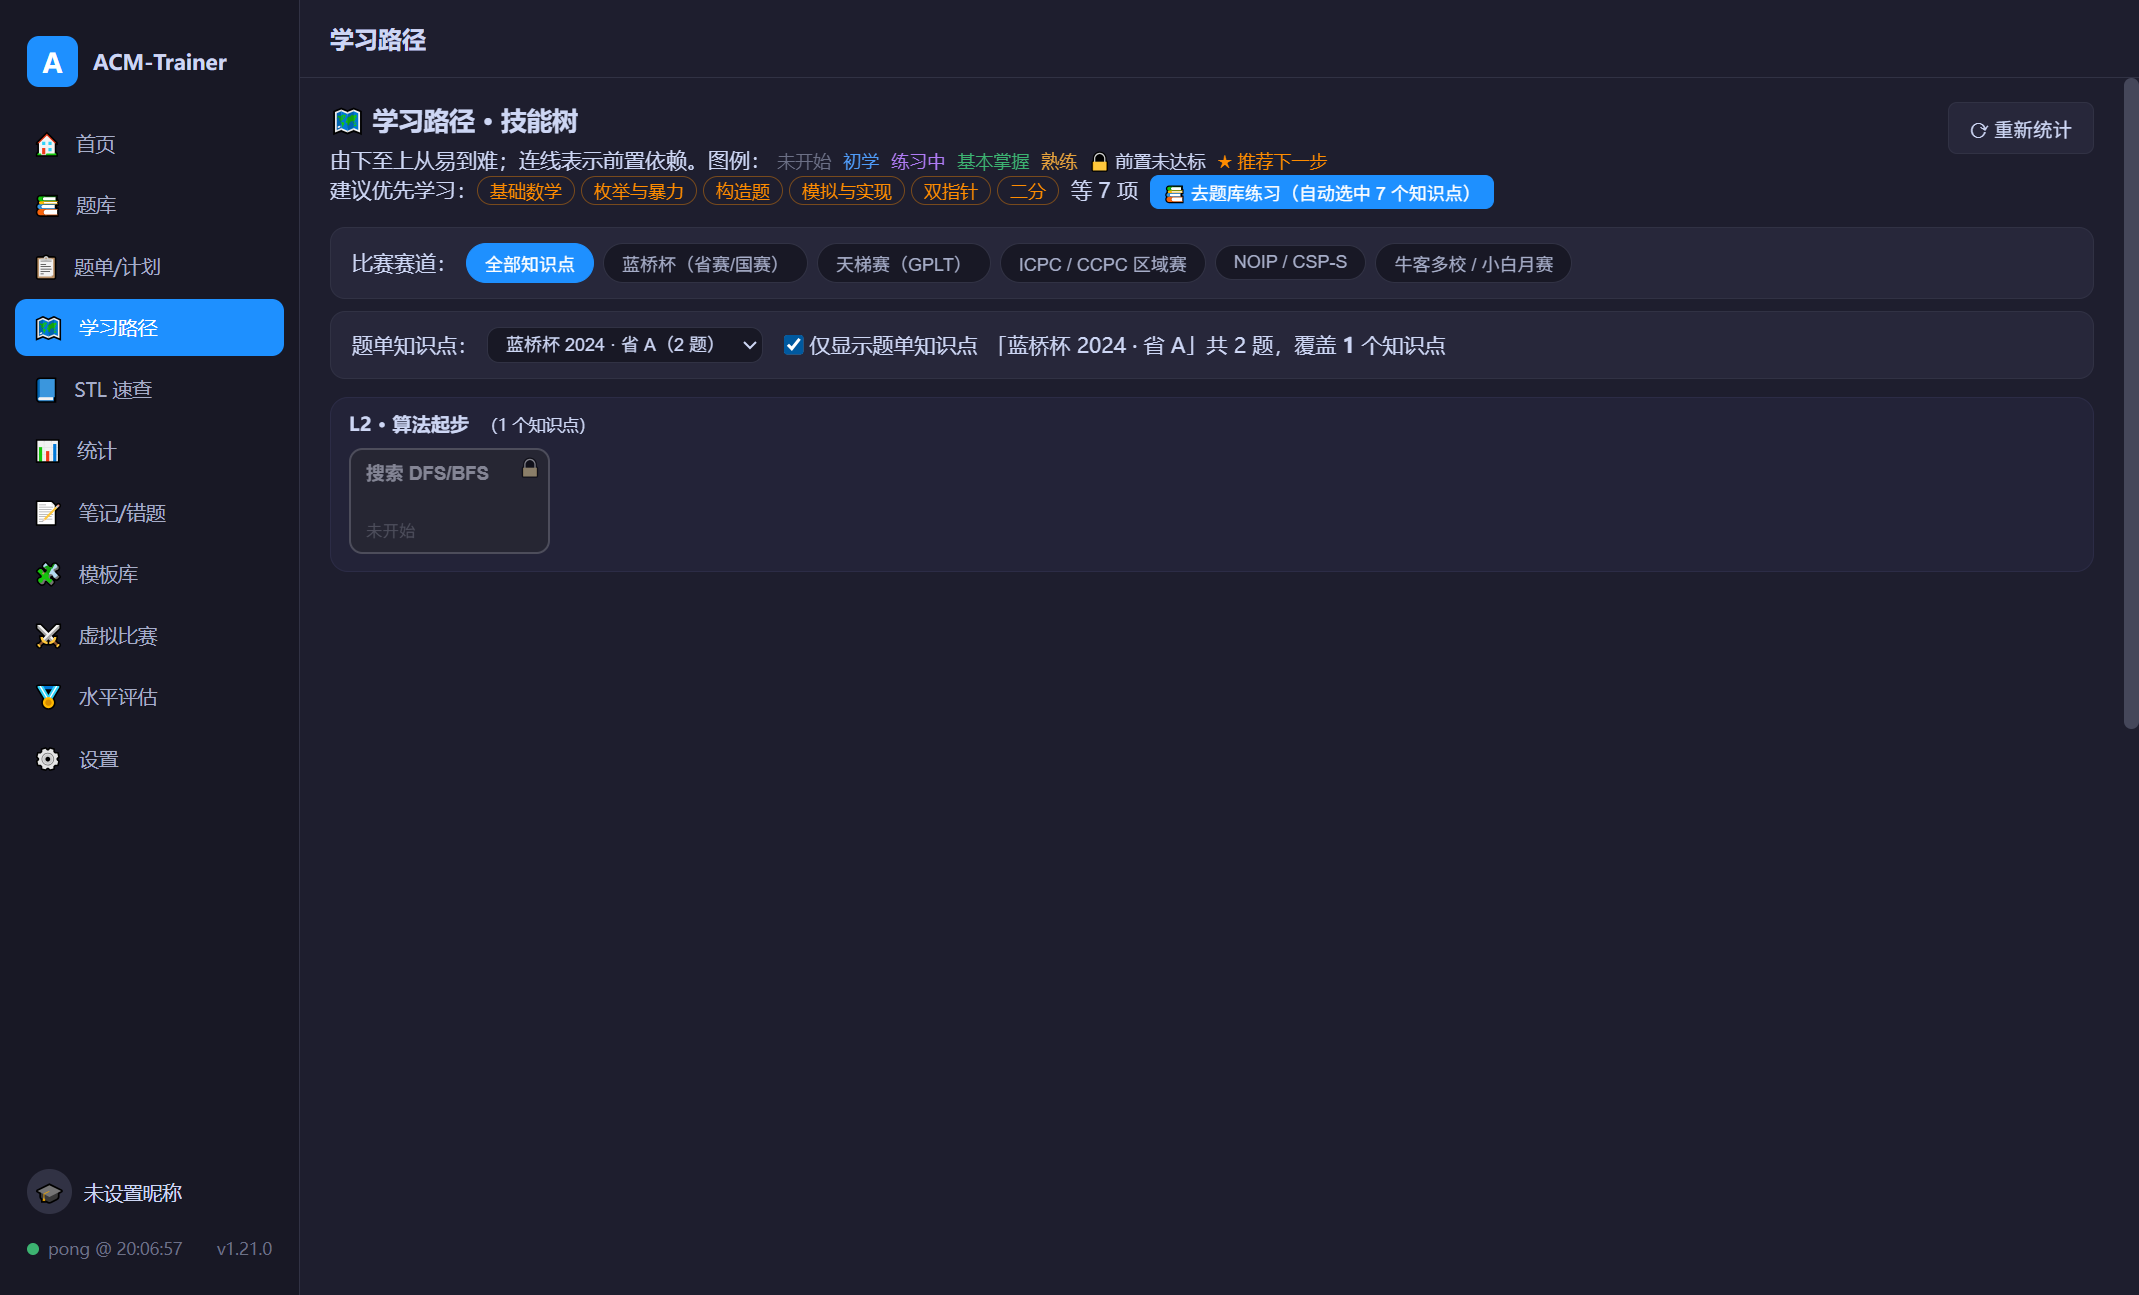 A ACM-Trainer
首页
题库
题单/计划
学习路径
STL 速查
统计
笔记/错题
模板库
虚拟比赛
水平评估
设置
未设置昵称
pong @ 20:06:57 v1.21.0
学习路径
学习路径 · 技能树
重新统计
由下至上从易到难；连线表示前置依赖。图例： 未开始 初学 练习中 基本掌握 熟练 前置未达标 ★ 推荐下一步
建议优先学习： 基础数学 枚举与暴力 构造题 模拟与实现 双指针 二分 等 7 项 去题库练习（自动选中 7 个知识点）
比赛赛道： 全部知识点 蓝桥杯（省赛/国赛） 天梯赛（GPLT） ICPC / CCPC 区域赛 NOIP / CSP-S 牛客多校 / 小白月赛
题单知识点： 蓝桥杯 2024 · 省 A（2 题） 仅显示题单知识点 「蓝桥杯 2024 · 省 A」共 2 题，覆盖 1 个知识点
L2 · 算法起步 (1 个知识点)
搜索 DFS/BFS
未开始